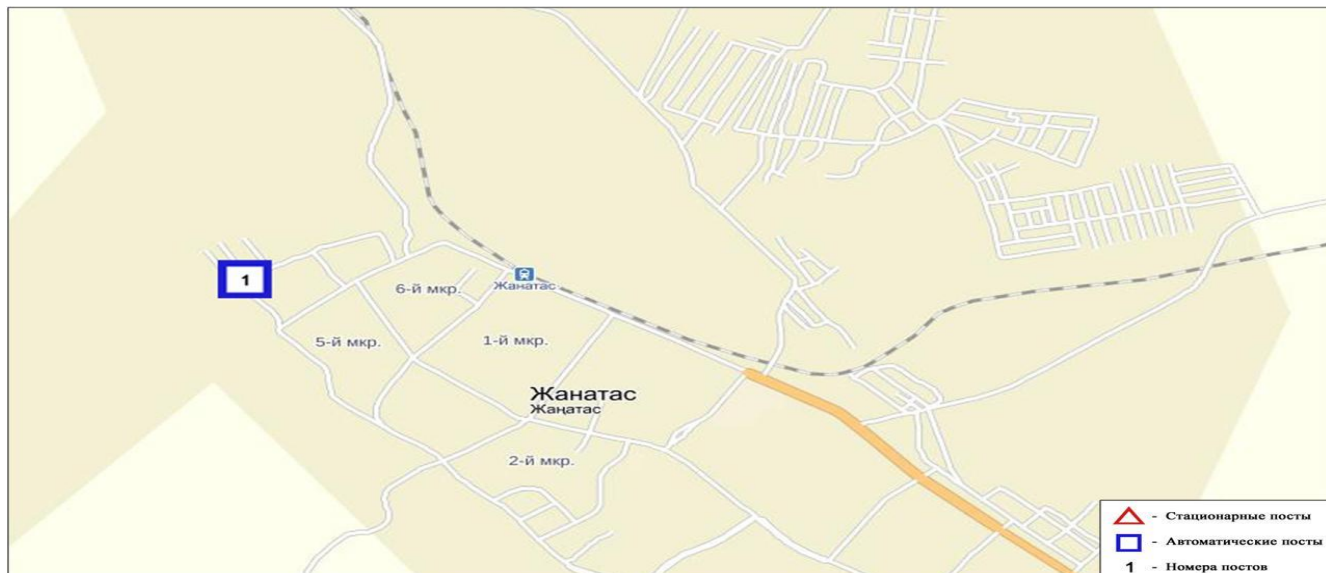 1
Жанатас
6-й мкр.
5-й мкр.
1-й мкр.
Жанатас
Жаңатас
2-й мкр.
- Стационарные посты
- Автоматические посты
1 - Номера постов